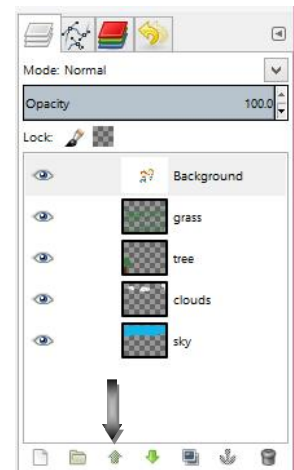 Mode: Normal
Opacity 100.0
Lock:
Background
grass
tree
clouds
sky